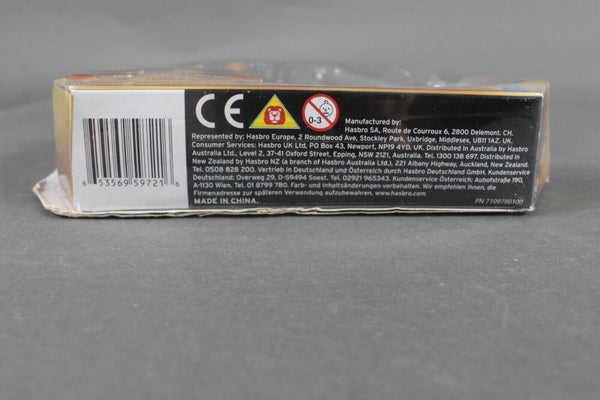 CE
0-3
Manufactured by:
Hasbro SA, Route de Courroux 6, 2800 Delemont. CH.
Represented by: Hasbro Europe, 2 Roundwood Ave, Stockley Park, Uxbridge, Middlesex, UB11 1AZ. UK.
Consumer Services: Hasbro UK Ltd, PO Box 43, Newport, NP19 4YD. UK. Distributed in Australia by Hasbro
Australia Ltd., Level 2, 37-41 Oxford Street, Epping, NSW 2121, Australia. Tel. 1300 138 697. Distributed in
New Zealand by Hasbro NZ (a branch of Hasbro Australia Ltd.) 221 Albany Highway, Auckland, New Zealand.
Tel. 0508 828 200. Vertrieb in Deutschland und Österreich durch Hasbro Deutschland GmbH. Kundenservice
Deutschland: Overweg 29, D-59494 Soest. Tel. 02921 965343. Kundenservice Österreich: Auhofstraße 190,
A-1130 Wien. Tel. 01 8799 780. Farb- und Inhaltsänderungen vorbehalten. Wir empfehlen Ihnen, die
Firmenadresse zur späteren Verwendung aufzubewahren. www.hasbro.com
MADE IN CHINA.
PN 7109780100
6 53569 59721 6